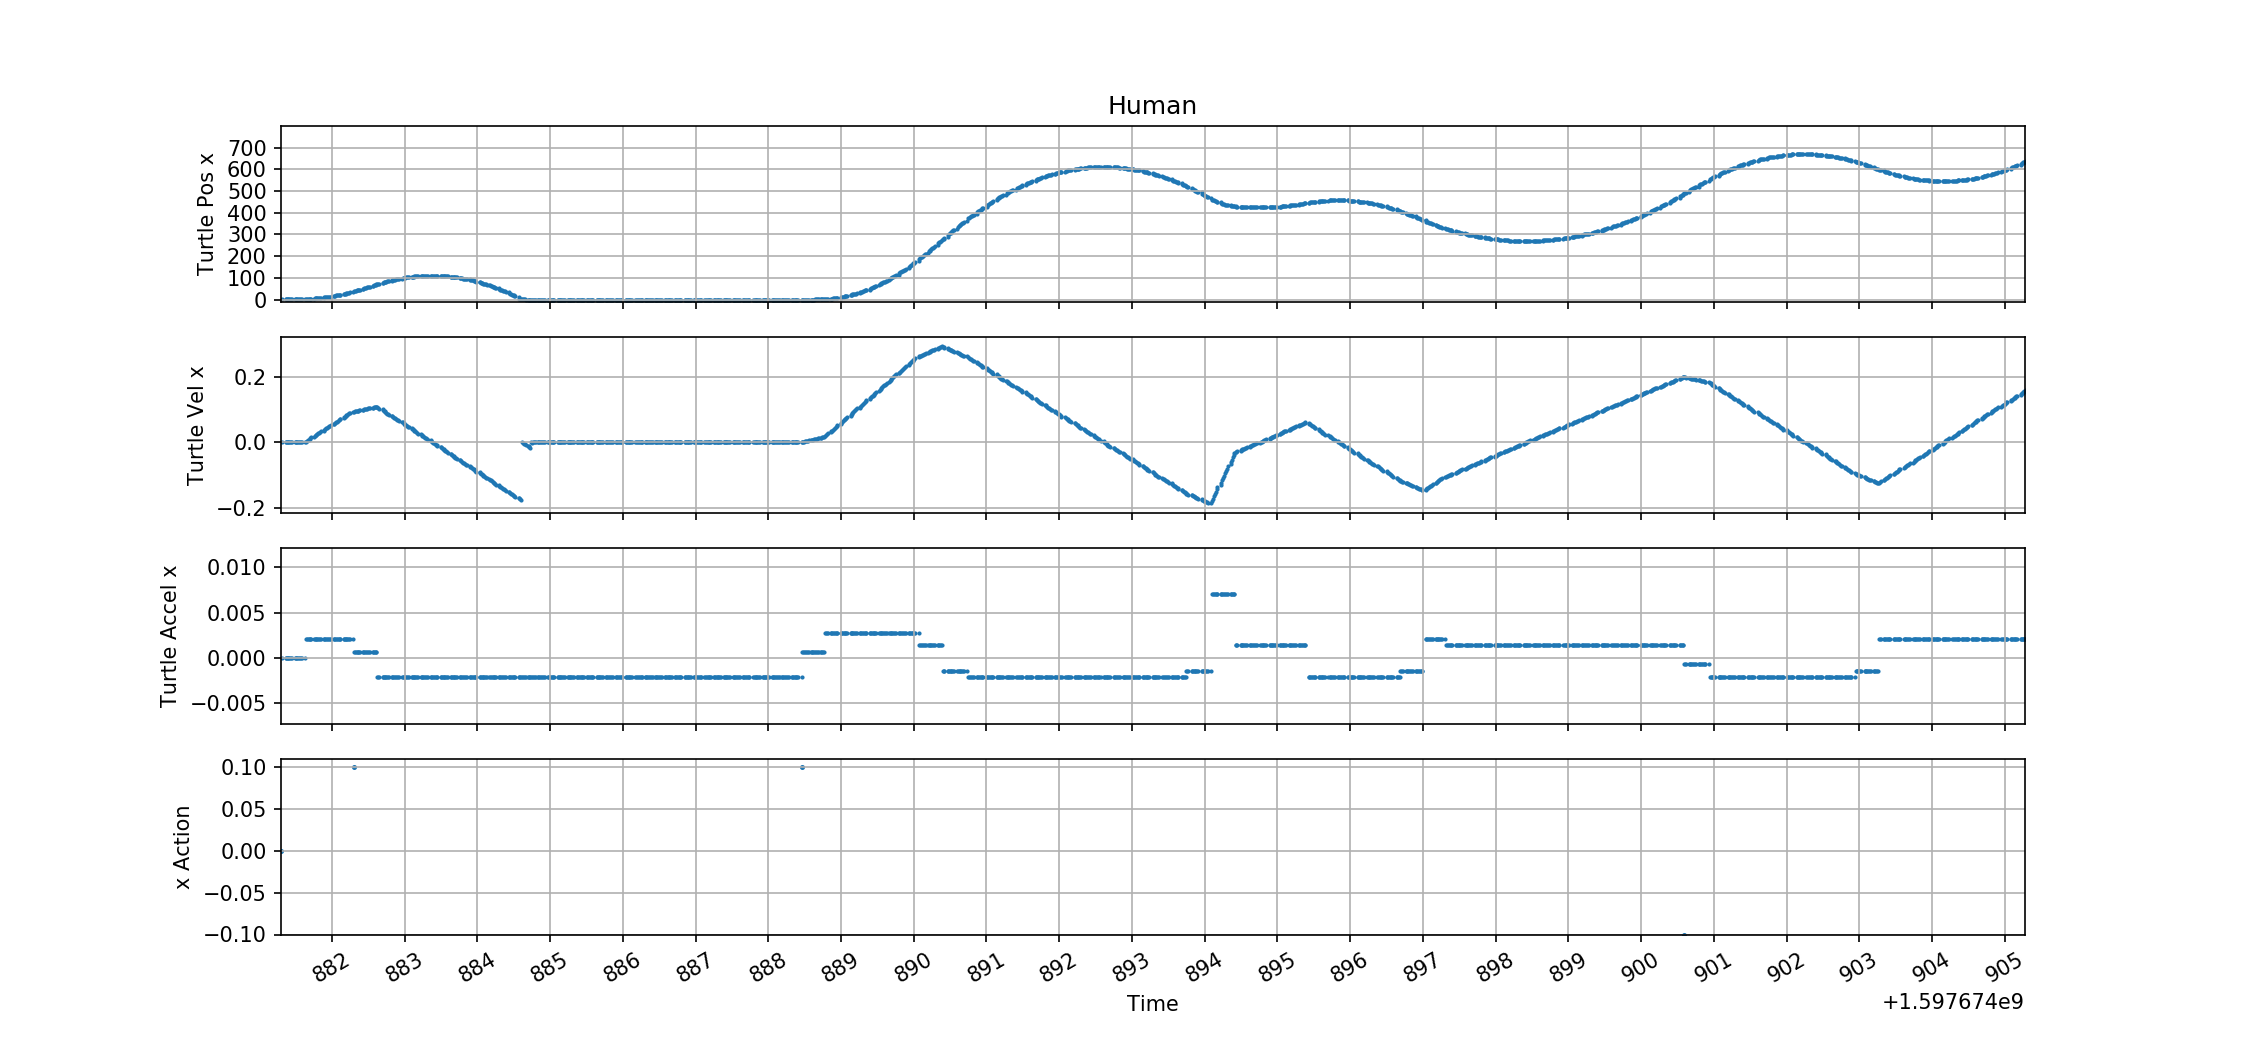 Human
Turtle Pos x
700
600
500
400
300
200
100
0
Turtle Vel x
0.2
0.0
−0.2
Turtle Accel x
0.010
0.005
0.000
−0.005
x Action
0.10
0.05
0.00
−0.05
−0.10
882 883 884 885 886 887 888 889 890 891 892 893 894 895 896 897 898 899 900 901 902 903 904 905
Time
+1.597674e9